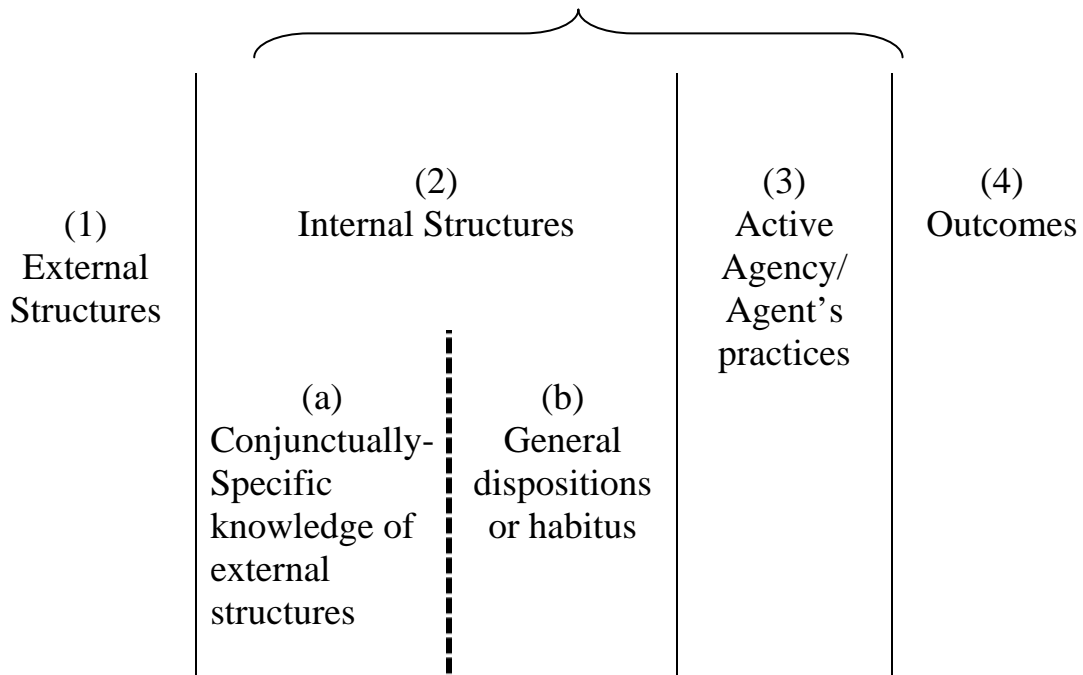 (1)
External
Structures
(2)
Internal Structures
(a)
Conjunctually-
Specific
knowledge of
external
structures
(b)
General
dispositions
or habitus
(3)
Active
Agency/
Agent’s
practices
(4)
Outcomes